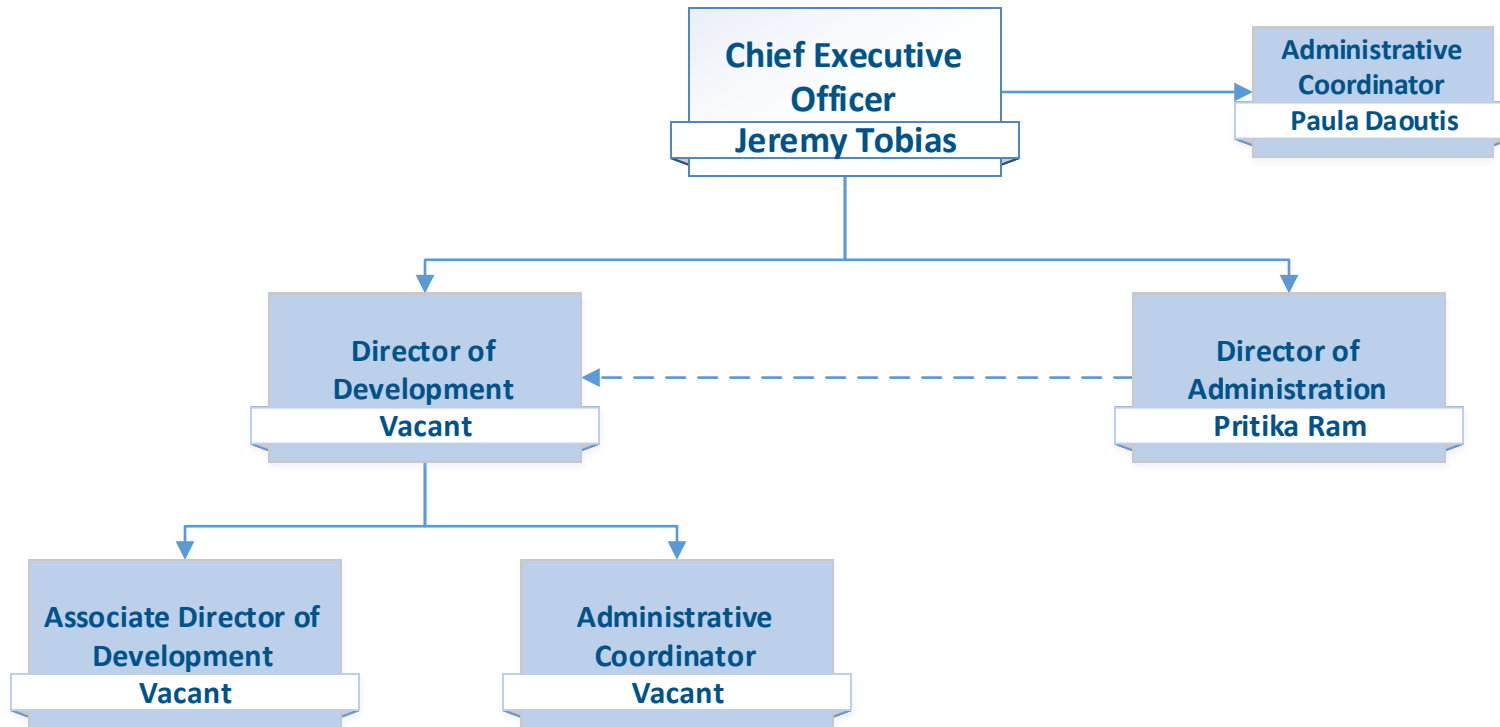 Chief Executive
Officer
Jeremy Tobias
Administrative
Coordinator
Paula Daoutis
Director of
Development
Vacant
Director of
Administration
Pritika Ram
Associate Director of
Development
Vacant
Administrative
Coordinator
Vacant